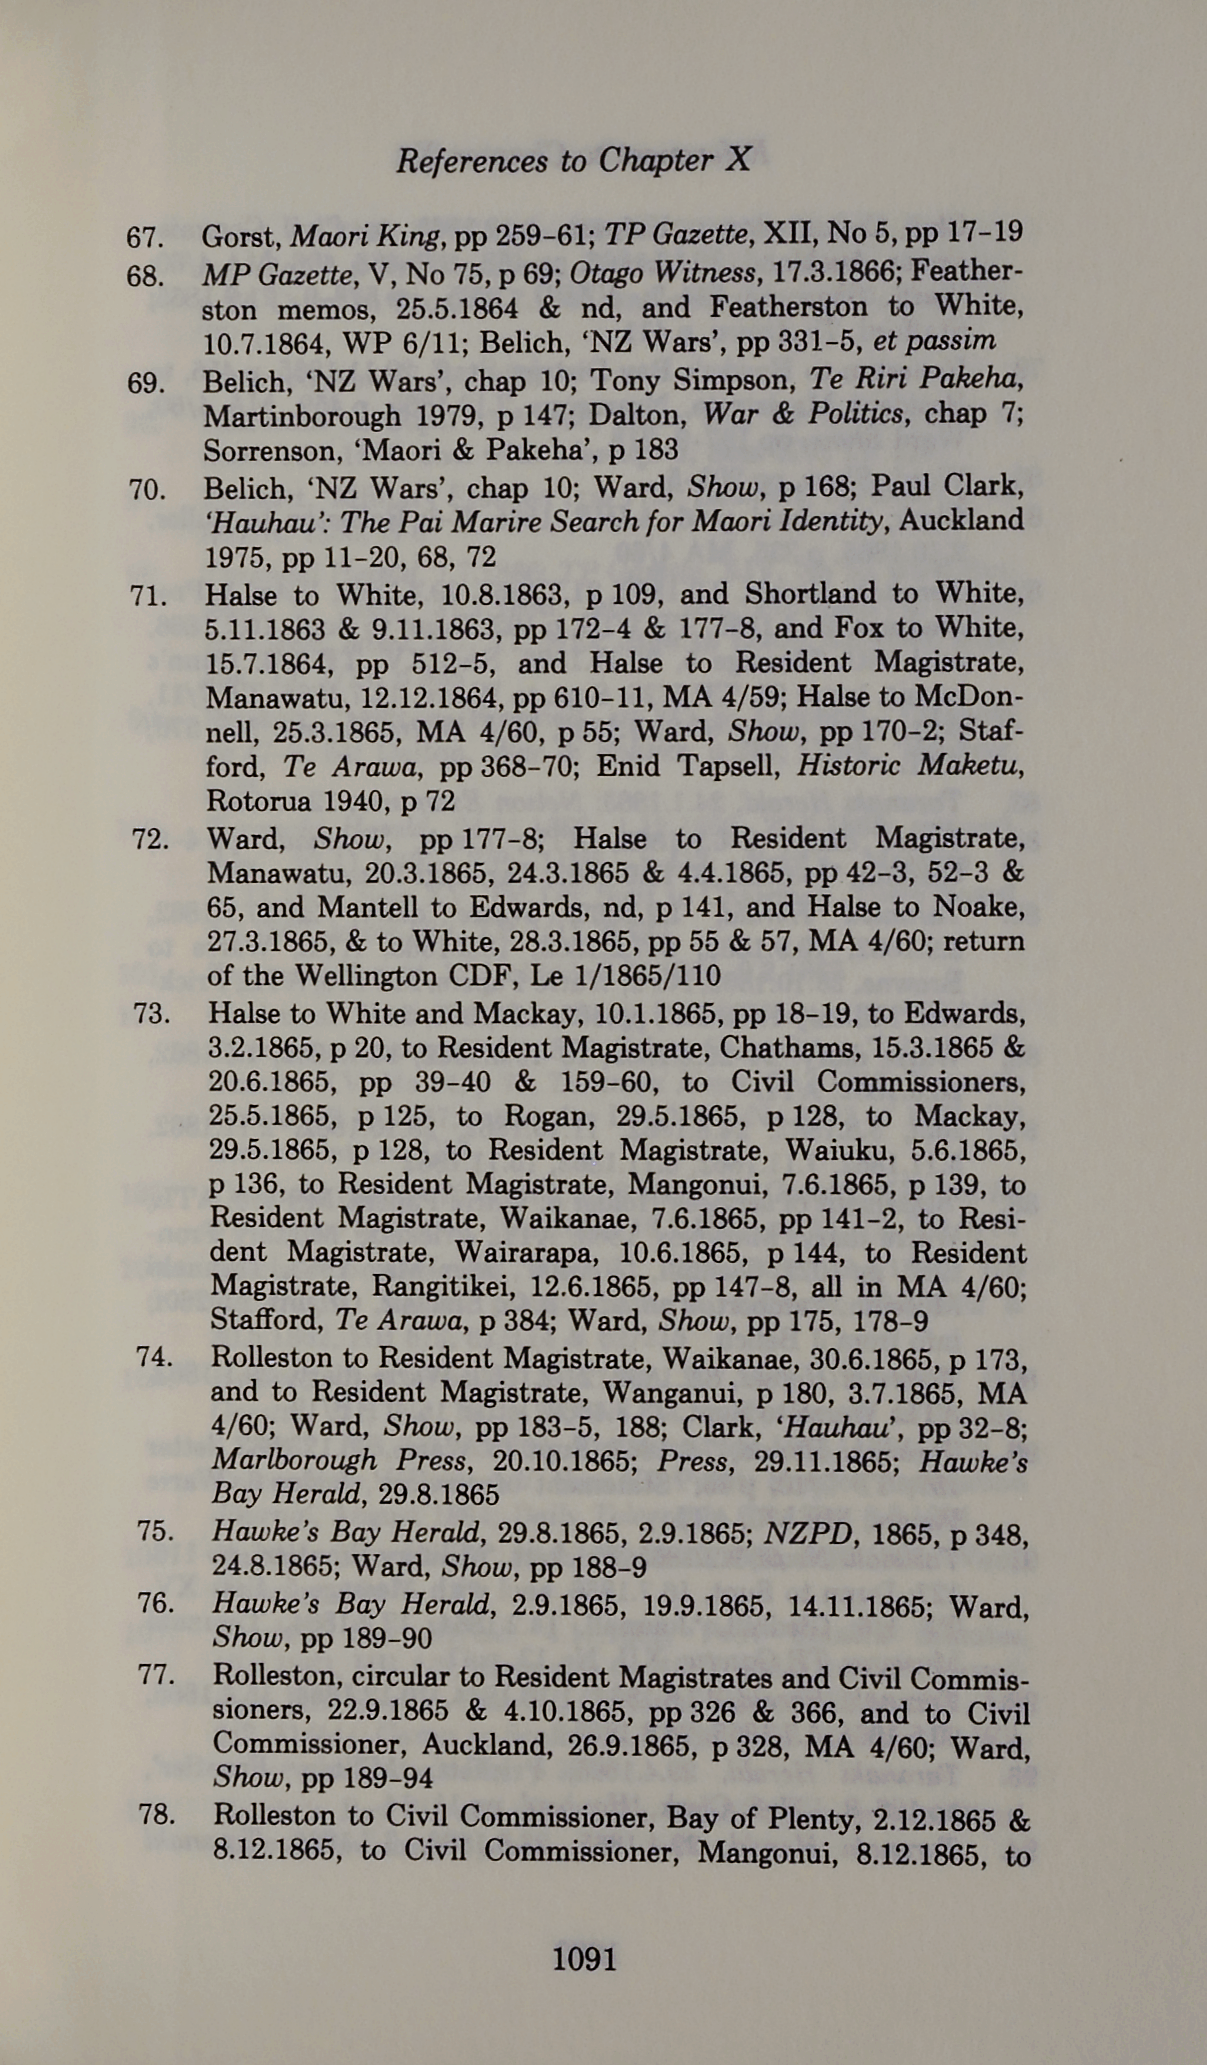 References to Chapter X
67. Gorst, Maori King, pp 259–61; TP Gazette, XII, No 5, pp 17–19
68. MP Gazette, V, No 75, p 69; Otago Witness, 17.3.1866; Feather-
ston memos, 25.5.1864 & nd, and Featherston to White,
10.7.1864, WP 6/11; Belich, ‘NZ Wars’, pp 331–5, et passim
69. Belich, ‘NZ Wars’, chap 10; Tony Simpson, Te Riri Pakeha,
Martinborough 1979, p 147; Dalton, War & Politics, chap 7;
Sorrenson, ‘Maori & Pakeha’, p 183
70. Belich, ‘NZ Wars’, chap 10; Ward, Show, p 168; Paul Clark,
‘Hauhau’: The Pai Marire Search for Maori Identity, Auckland
1975, pp 11–20, 68, 72
71. Halse to White, 10.8.1863, p 109, and Shortland to White,
5.11.1863 & 9.11.1863, pp 172–4 & 177–8, and Fox to White,
15.7.1864, pp 512–5, and Halse to Resident Magistrate,
Manawatu, 12.12.1864, pp 610–11, MA 4/59; Halse to McDon-
nell, 25.3.1865, MA 4/60, p 55; Ward, Show, pp 170–2; Staf-
ford, Te Arawa, pp 368–70; Enid Tapsell, Historic Maketu,
Rotorua 1940, p 72
72. Ward, Show, pp 177–8; Halse to Resident Magistrate,
Manawatu, 20.3.1865, 24.3.1865 & 4.4.1865, pp 42–3, 52–3 &
65, and Mantell to Edwards, nd, p 141, and Halse to Noake,
27.3.1865, & to White, 28.3.1865, pp 55 & 57, MA 4/60; return
of the Wellington CDF, Le 1/1865/110
73. Halse to White and Mackay, 10.1.1865, pp 18–19, to Edwards,
3.2.1865, p 20, to Resident Magistrate, Chathams, 15.3.1865 &
20.6.1865, pp 39–40 & 159–60, to Civil Commissioners,
25.5.1865, p 125, to Rogan, 29.5.1865, p 128, to Mackay,
29.5.1865, p 128, to Resident Magistrate, Waiuku, 5.6.1865,
p 136, to Resident Magistrate, Mangonui, 7.6.1865, p 139, to
Resident Magistrate, Waikanae, 7.6.1865, pp 141–2, to Resi-
dent Magistrate, Wairarapa, 10.6.1865, p 144, to Resident
Magistrate, Rangitikei, 12.6.1865, pp 147–8, all in MA 4/60;
Stafford, Te Arawa, p 384; Ward, Show, pp 175, 178–9
74. Rolleston to Resident Magistrate, Waikanae, 30.6.1865, p 173,
and to Resident Magistrate, Wanganui, p 180, 3.7.1865, MA
4/60; Ward, Show, pp 183–5, 188; Clark, ‘Hauhau’, pp 32–8;
Marlborough Press, 20.10.1865; Press, 29.11.1865; Hawke’s
Bay Herald, 29.8.1865
75. Hawke’s Bay Herald, 29.8.1865, 2.9.1865; NZPD, 1865, p 348,
24.8.1865; Ward, Show, pp 188–9
76. Hawke’s Bay Herald, 2.9.1865, 19.9.1865, 14.11.1865; Ward,
Show, pp 189–90
77. Rolleston, circular to Resident Magistrates and Civil Commis-
sioners, 22.9.1865 & 4.10.1865, pp 326 & 366, and to Civil
Commissioner, Auckland, 26.9.1865, p 328, MA 4/60; Ward,
Show, pp 189–94
78. Rolleston to Civil Commissioner, Bay of Plenty, 2.12.1865 &
8.12.1865, to Civil Commissioner, Mangonui, 8.12.1865, to
1091